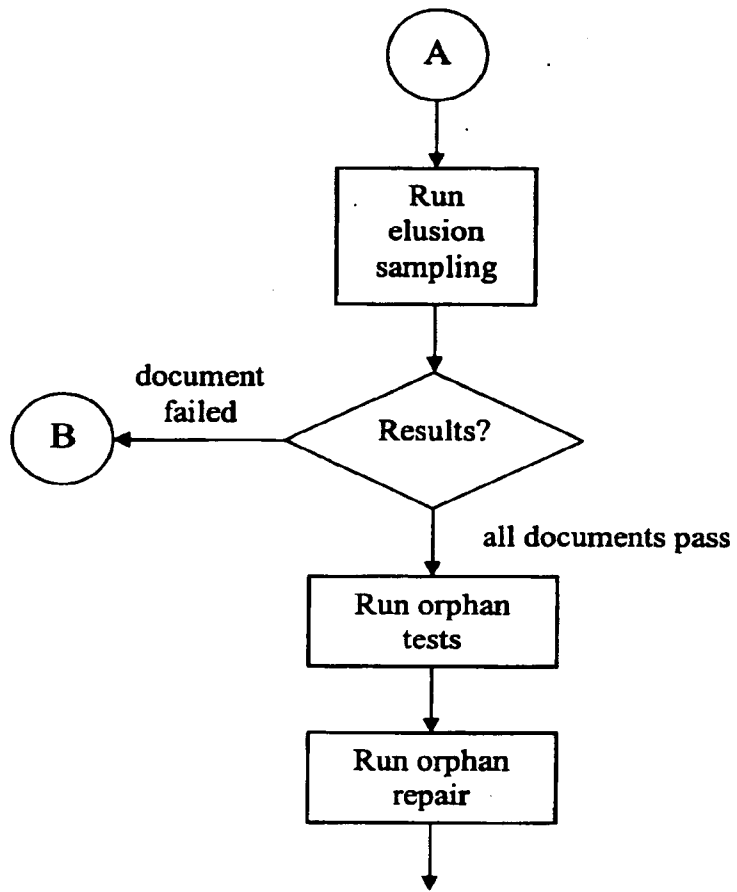 A
Run
elusion
sampling
document
failed
B
Results?
all documents pass
Run orphan
tests
Run orphan
repair